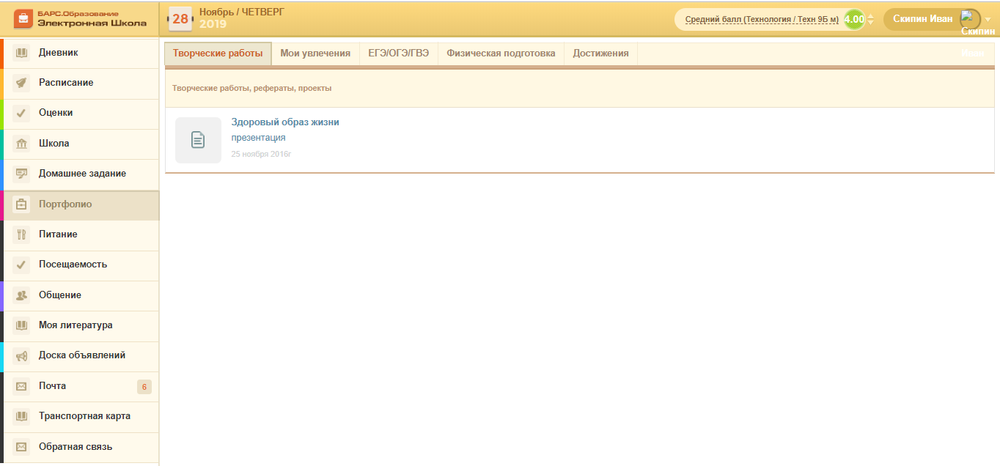 БАРС.Образование
Электронная Школа
28
Ноябрь / ЧЕТВЕРГ
2019
Средний балл (Технология / Техн 9Б м)
4.00
Скипин Иван
Скипин
Иван
Дневник
Расписание
Оценки
Школа
Домашнее задание
Портфолио
Питание
Посещаемость
Общение
Моя литература
Доска объявлений
Почта
6
Транспортная карта
Обратная связь
Творческие работы
Мои увлечения
ЕГЭ/ОГЭ/ГВЭ
Физическая подготовка
Достижения
Творческие работы, рефераты, проекты
Здоровый образ жизни
презентация
25 ноября 2016г